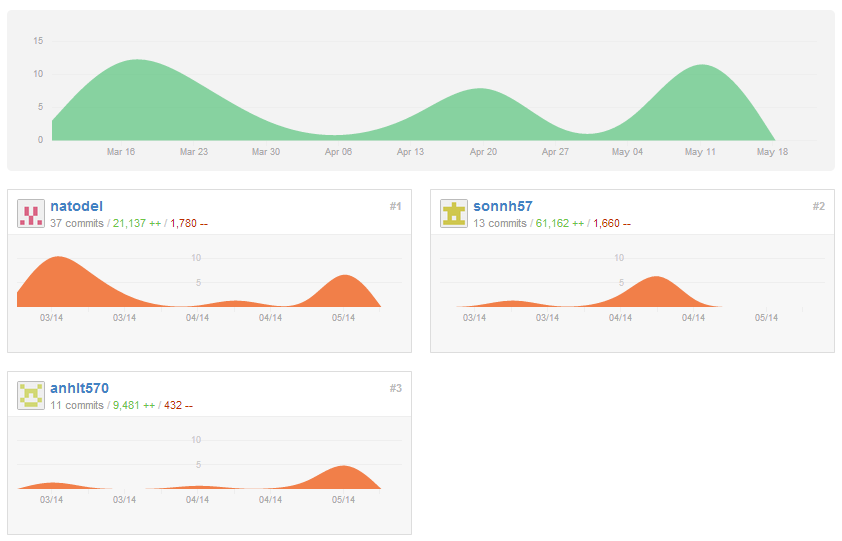 15
10
5
0
Mar 16 Mar 23 Mar 30 Apr 06 Apr 13 Apr 20 Apr 27 May 04 May 11 May 18
natodel #1
37 commits / 21,137 ++ / 1,780 --
10
5
03/14 03/14 04/14 04/14 05/14
sonnh57 #2
13 commits / 61,162 ++ / 1,660 --
10
5
03/14 03/14 04/14 04/14 05/14
anhlt570 #3
11 commits / 9,481 ++ / 432 --
10
5
03/14 03/14 04/14 04/14 05/14